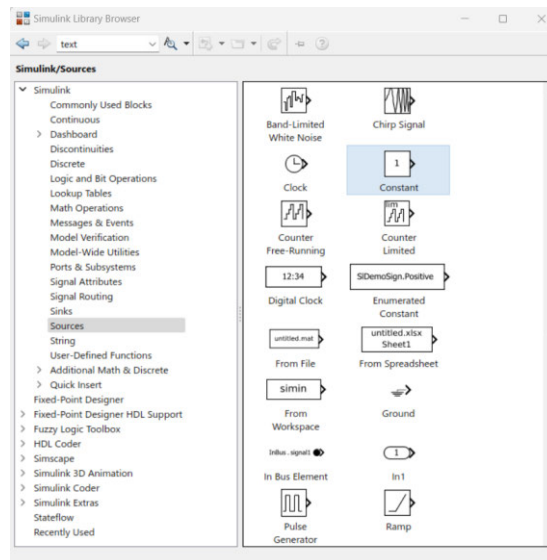 Simulink Library Browser
text
Simulink/Sources
Simulink
Commonly Used Blocks
Continuous
Dashboard
Discontinuities
Discrete
Logic and Bit Operations
Lookup Tables
Math Operations
Messages & Events
Model Verification
Model-Wide Utilities
Ports & Subsystems
Signal Attributes
Signal Routing
Sinks
Sources
String
User-Defined Functions
Additional Math & Discrete
Quick Insert
Fixed-Point Designer
Fixed-Point Designer HDL Support
Fuzzy Logic Toolbox
HDL Coder
Simscape
Simulink 3D Animation
Simulink Coder
Simulink Extras
Stateflow
Recently Used
Band-Limited
White Noise
Chirp Signal
Clock
1
Constant
Counter
Free-Running
lim
Counter
Limited
12:34
Digital Clock
SlDemoSign.Positive
Enumerated
Constant
untitled.mat
From File
untitled.xlsx
Sheet1
From Spreadsheet
simin
From
Workspace
Ground
InBus.signal1
In Bus Element
1
In1
Pulse
Generator
Ramp